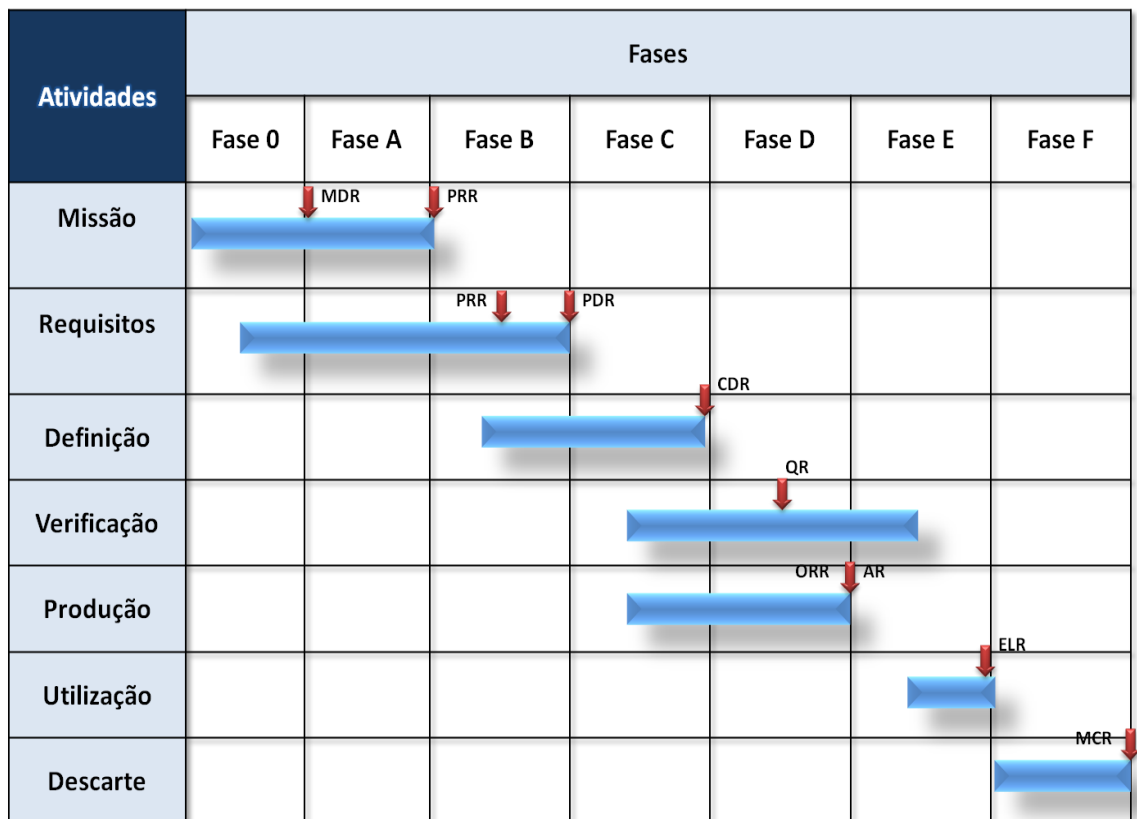 Atividades
Fases
Fase 0 Fase A Fase B Fase C Fase D Fase E Fase F
Missão
MDR PRR
Requisitos
PRR PDR
Definição
CDR
Verificação
QR
Produção
ORR AR
Utilização
ELR
Descarte
MCR